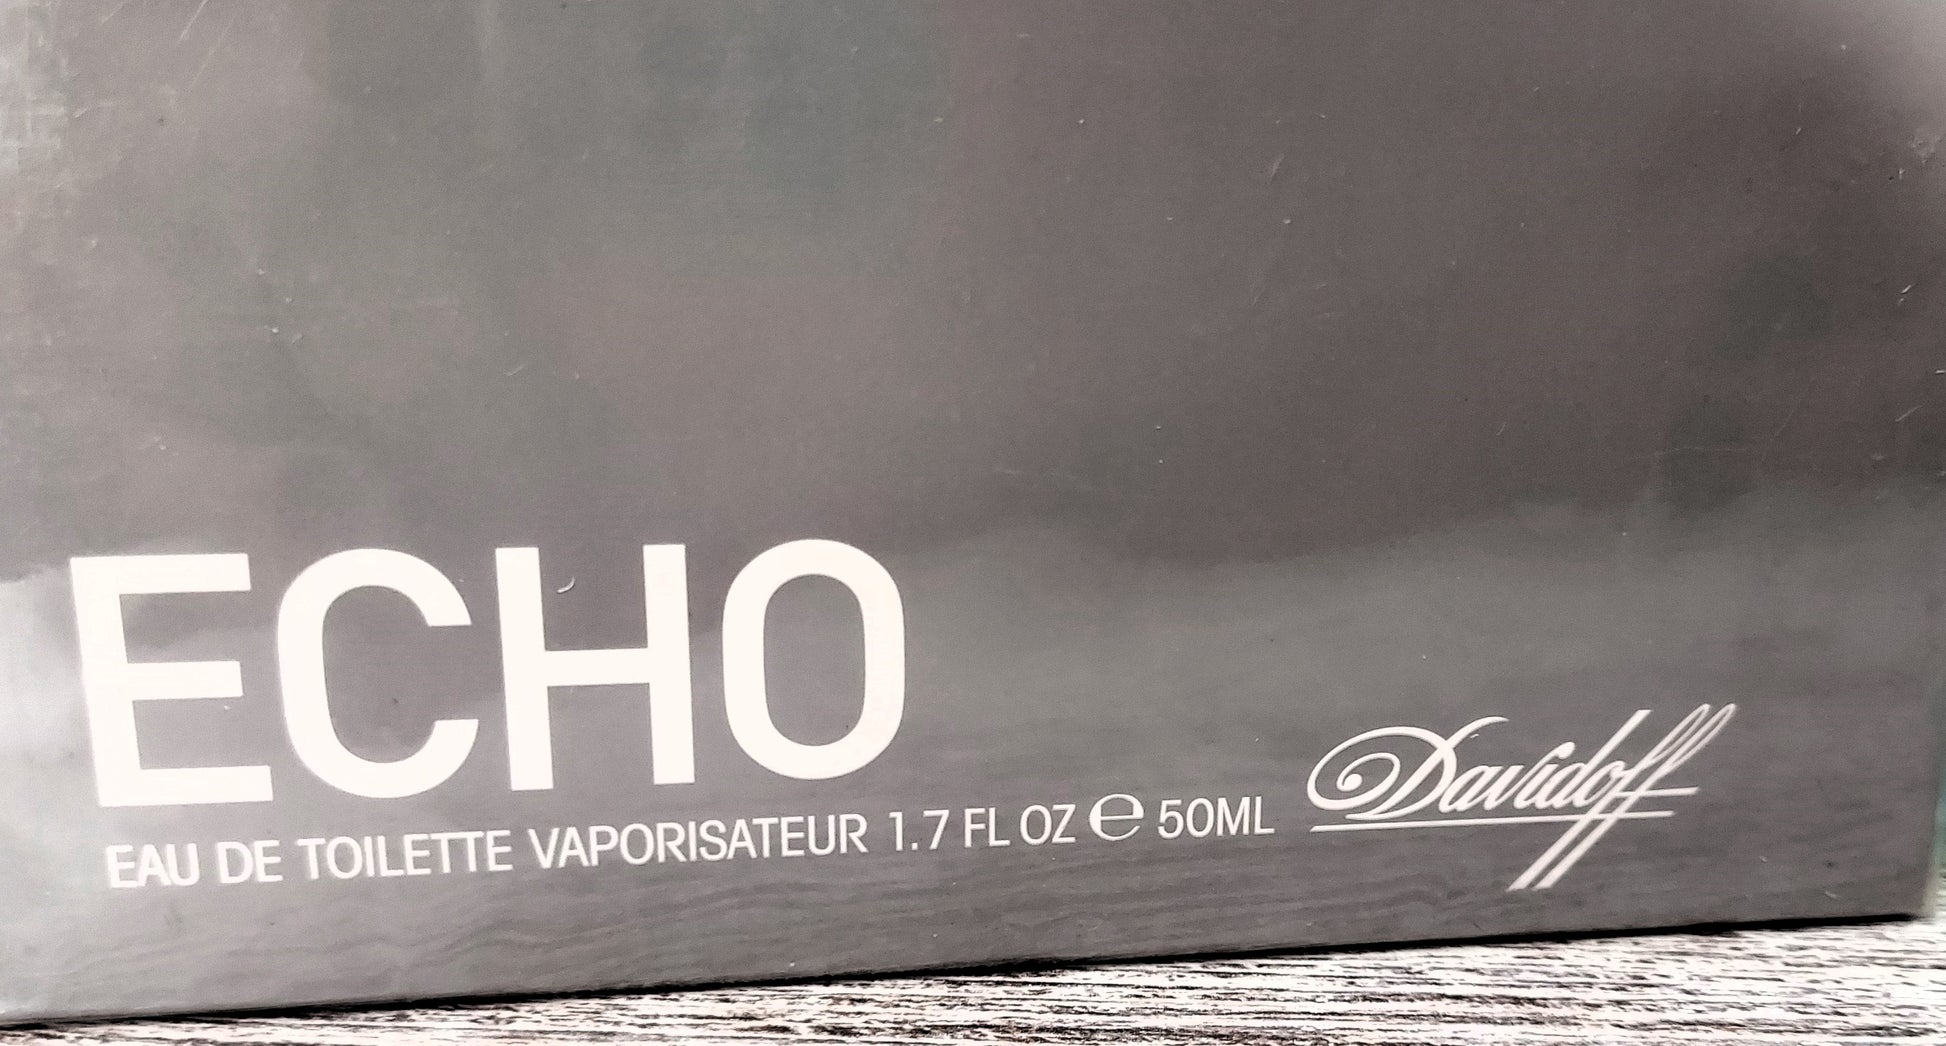 ECHO
EAU DE TOILETTE VAPORISATEUR 1.7 FL OZ ℮ 50ML
Davidoff